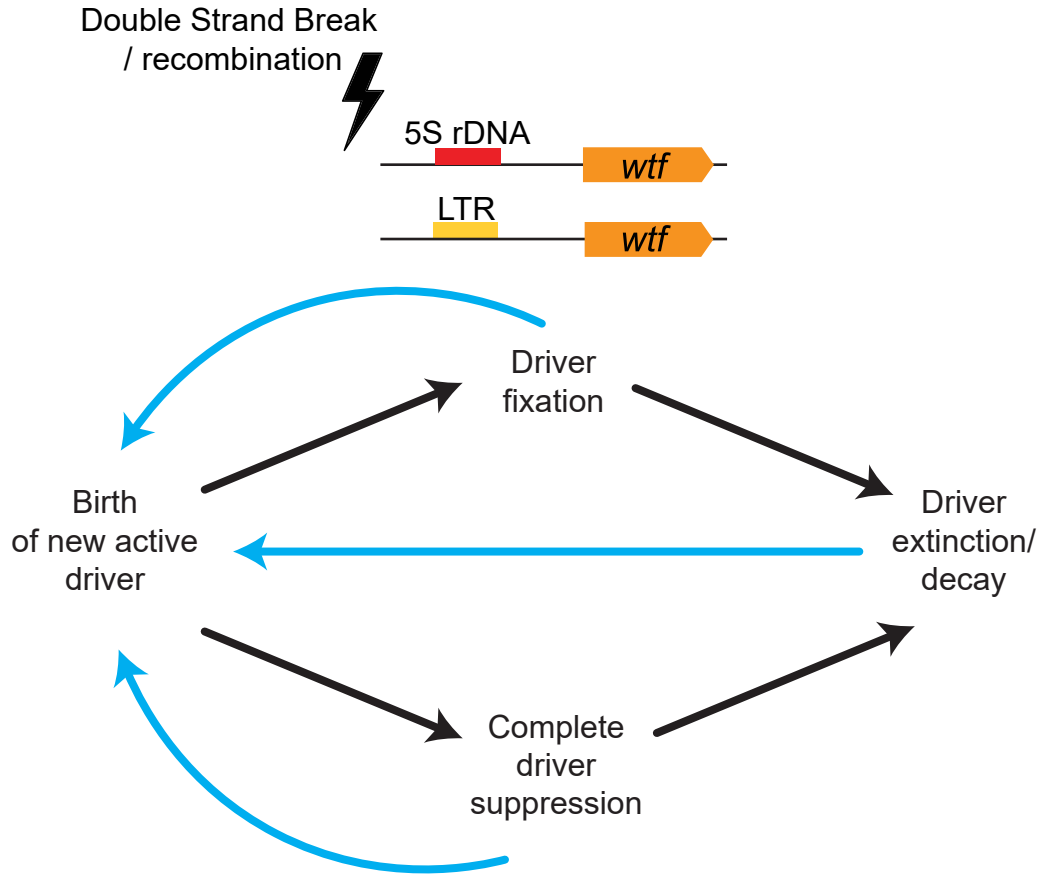 Double Strand Break
/ recombination
5S rDNA
wtf
LTR
wtf
Driver
fixation
Birth
of new active
driver
Driver
extinction/
decay
Complete
driver
suppression